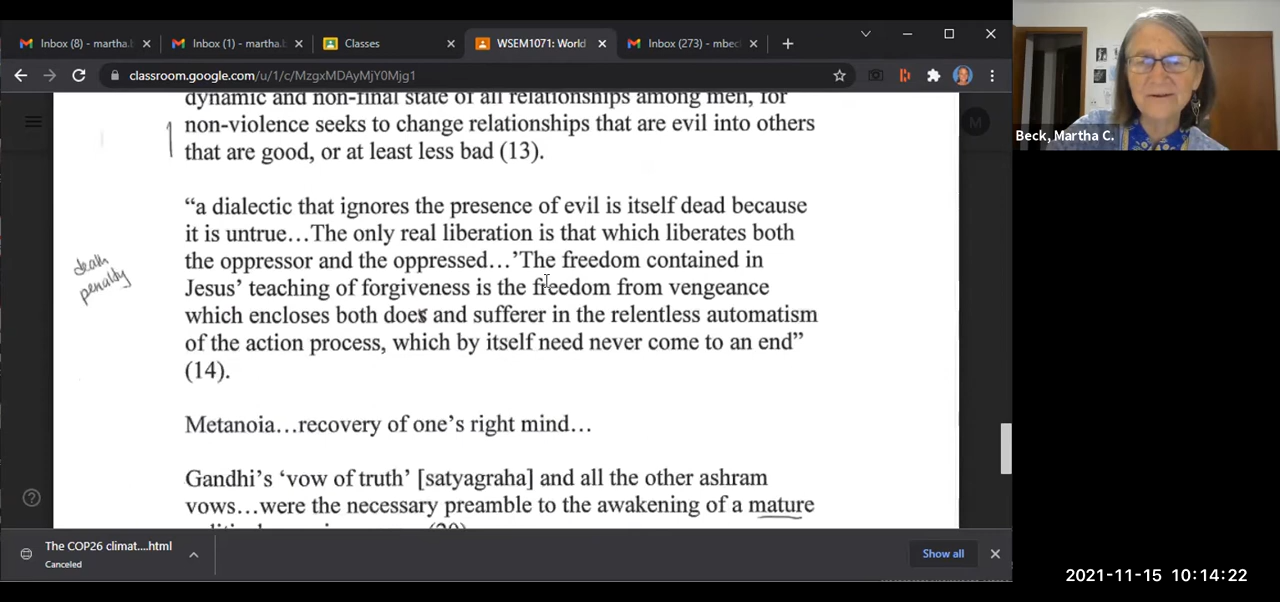 Inbox (8) - martha.
Inbox (1) - martha.
Classes
WSEM1071: World
Inbox (273) - mbec
classroom.google.com/u/1/c/MzgxMDAyMjY0Mjg1
Beck, Martha C.
M
dynamic and non-final state of all relationships among men, for
non-violence seeks to change relationships that are evil into others
that are good, or at least less bad (13).
“a dialectic that ignores the presence of evil is itself dead because
it is untrue…The only real liberation is that which liberates both
the oppressor and the oppressed…’The freedom contained in
Jesus’ teaching of forgiveness is the freedom from vengeance
which encloses both doer and sufferer in the relentless automatism
of the action process, which by itself need never come to an end”
(14).
death
penalty
Metanoia…recovery of one’s right mind…
Gandhi’s ‘vow of truth’ [satyagraha] and all the other ashram
vows…were the necessary preamble to the awakening of a mature
The COP26 climat....html
Canceled
Show all
2021-11-15 10:14:22